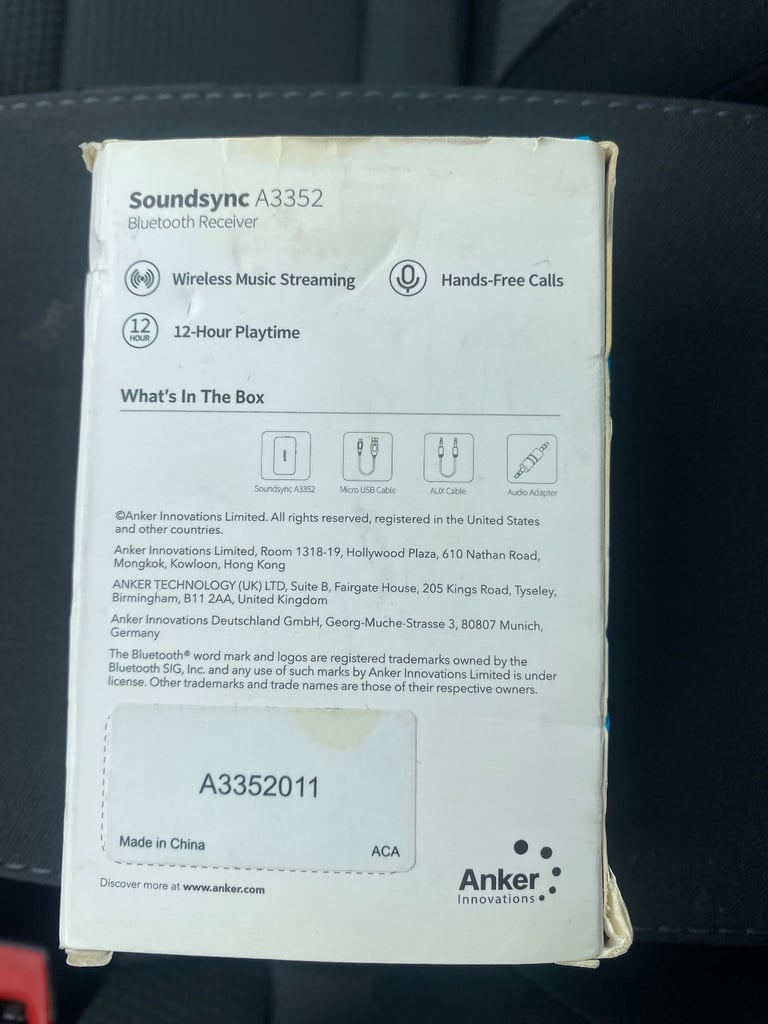 Soundsync A3352
Bluetooth Receiver
Wireless Music Streaming
Hands-Free Calls
12
HOUR
12-Hour Playtime
What's In The Box
Soundsync A3352
Micro USB Cable
AUX Cable
Audio Adapter
©Anker Innovations Limited. All rights reserved, registered in the United States
and other countries.
Anker Innovations Limited, Room 1318-19, Hollywood Plaza, 610 Nathan Road,
Mongkok, Kowloon, Hong Kong
ANKER TECHNOLOGY (UK) LTD, Suite B, Fairgate House, 205 Kings Road, Tyseley,
Birmingham, B11 2AA, United Kingdom
Anker Innovations Deutschland GmbH, Georg-Muche-Strasse 3, 80807 Munich,
Germany
The Bluetooth® word mark and logos are registered trademarks owned by the
Bluetooth SIG, Inc. and any use of such marks by Anker Innovations Limited is under
license. Other trademarks and trade names are those of their respective owners.
A3352011
Made in China
ACA
Discover more at www.anker.com
Anker
Innovations